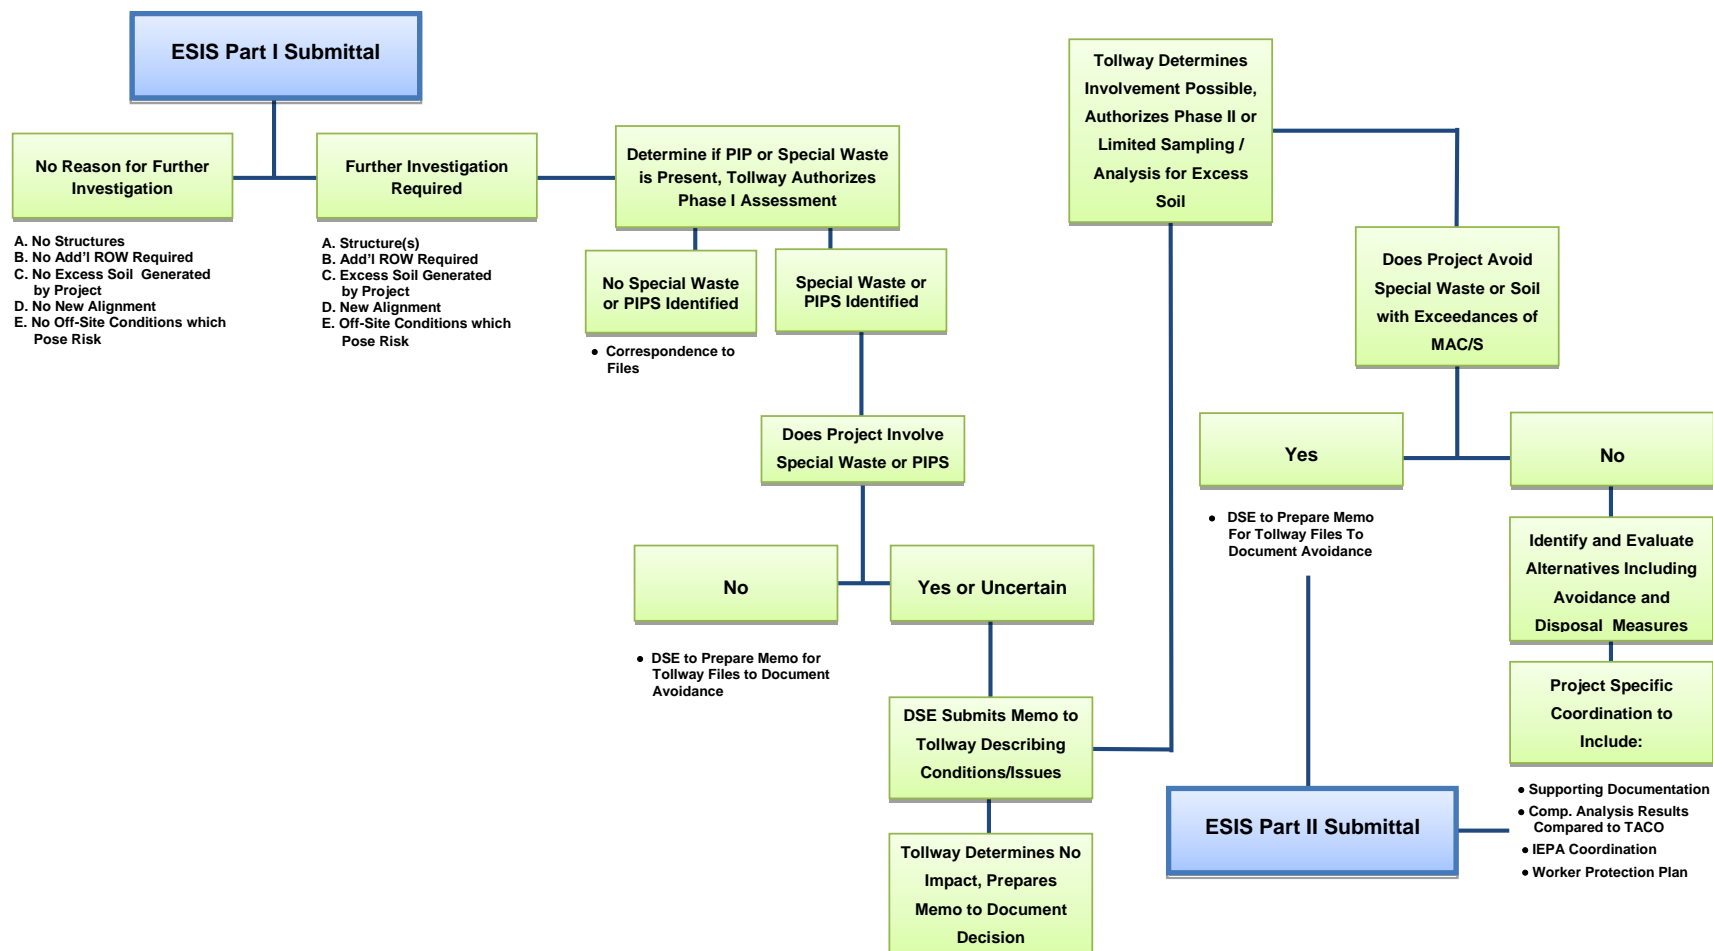 ESIS Part I Submittal
No Reason for Further
Investigation
A. No Structures
B. No Add'l ROW Required
C. No Excess Soil Generated
by Project
D. No New Alignment
E. No Off-Site Conditions which
Pose Risk
Further Investigation
Required
A. Structure(s)
B. Add'l ROW Required
C. Excess Soil Generated
by Project
D. New Alignment
E. Off-Site Conditions which
Pose Risk
Determine if PIP or Special Waste
is Present, Tollway Authorizes
Phase I Assessment
No Special Waste
or PIPS Identified
• Correspondence to
Files
Special Waste or
PIPS Identified
Does Project Involve
Special Waste or PIPS
No
• DSE to Prepare Memo for
Tollway Files to Document
Avoidance
Yes or Uncertain
DSE Submits Memo to
Tollway Describing
Conditions/Issues
Tollway Determines No
Impact, Prepares
Memo to Document
Decision
Tollway Determines
Involvement Possible,
Authorizes Phase II or
Limited Sampling /
Analysis for Excess
Soil
Does Project Avoid
Special Waste or Soil
with Exceedances of
MAC/S
Yes
• DSE to Prepare Memo
For Tollway Files To
Document Avoidance
No
Identify and Evaluate
Alternatives Including
Avoidance and
Disposal Measures
Project Specific
Coordination to
Include:
• Supporting Documentation
• Comp. Analysis Results
Compared to TACO
• IEPA Coordination
• Worker Protection Plan
ESIS Part II Submittal